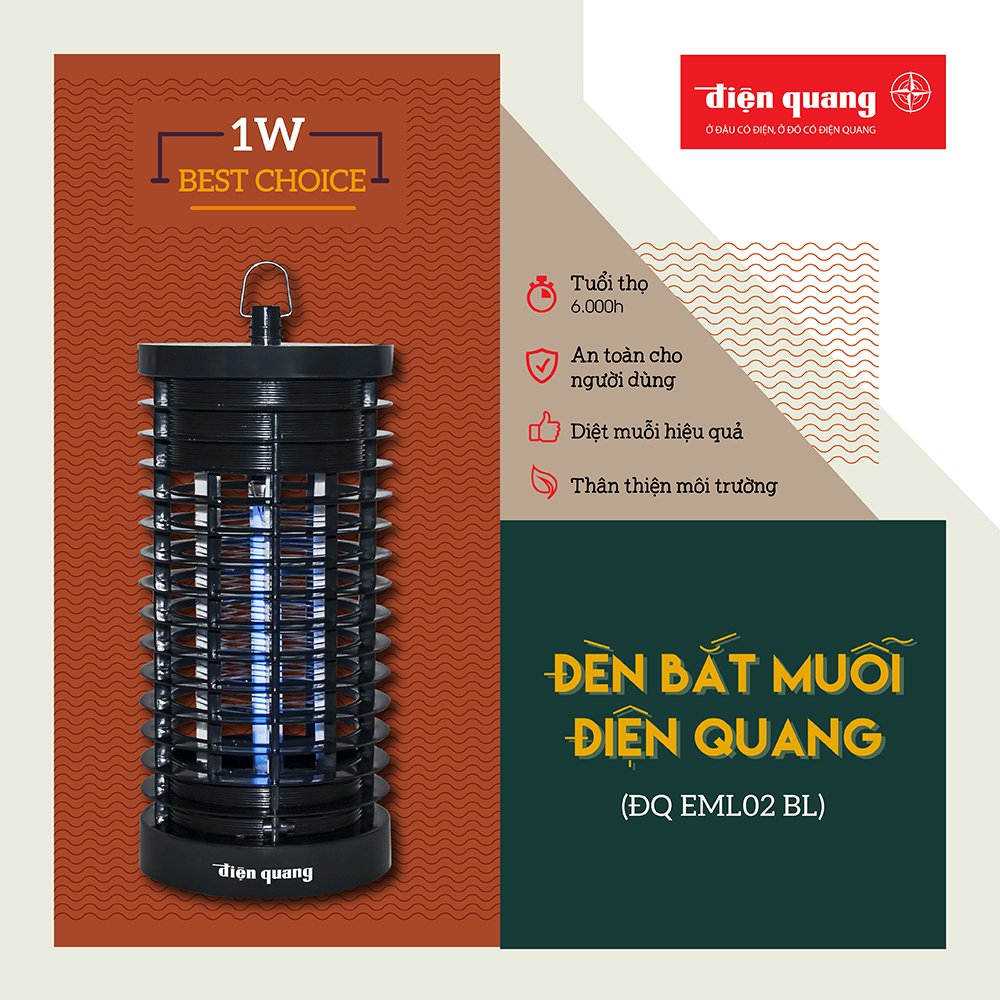 1W
BEST CHOICE
điện quang
Ở ĐÂU CÓ ĐIỆN, Ở ĐÓ CÓ ĐIỆN QUANG
Tuổi thọ
6.000h
An toàn cho
người dùng
Diệt muỗi hiệu quả
Thân thiện môi trường
ĐÈN BẮT MUỖI
ĐIỆN QUANG
(ĐQ EML02 BL)
điện quang